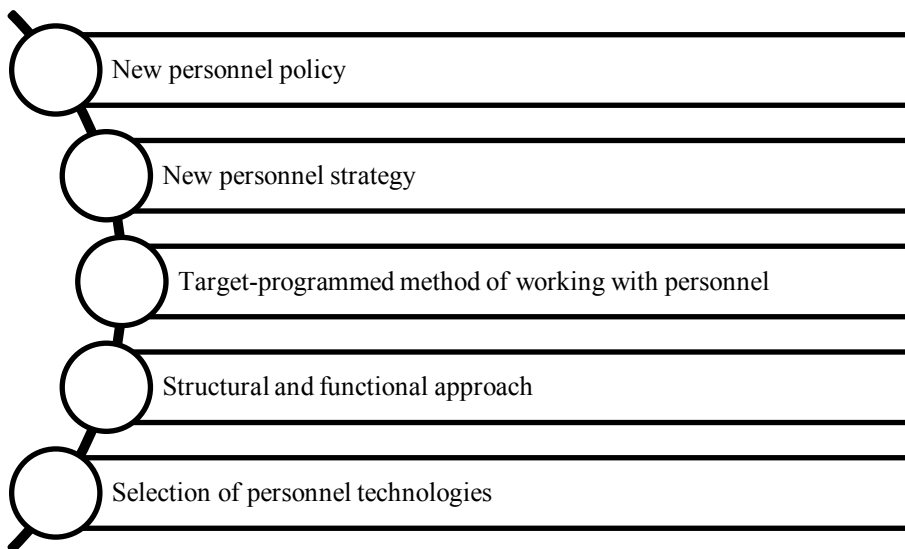 New personnel policy
New personnel strategy
Target-programmed method of working with personnel
Structural and functional approach
Selection of personnel technologies